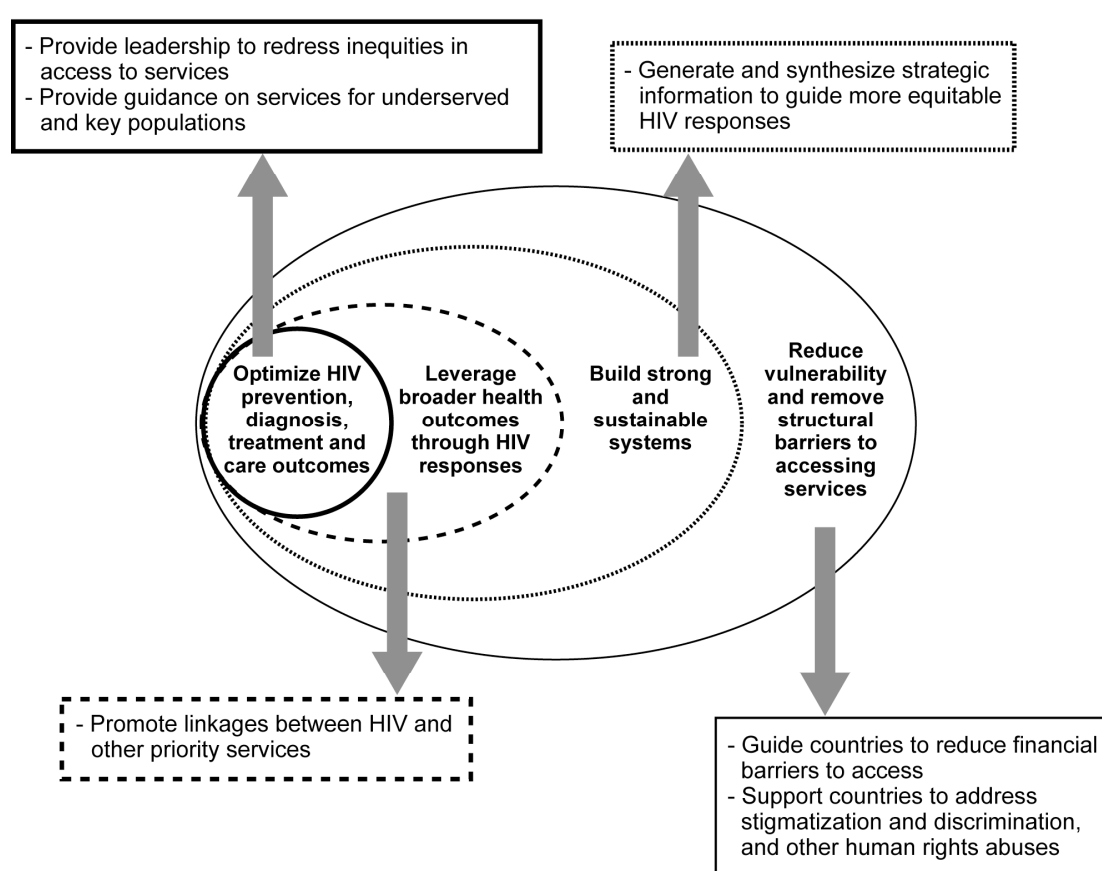 - Provide leadership to redress inequities in
access to services
- Provide guidance on services for underserved
and key populations
- Generate and synthesize strategic
information to guide more equitable
HIV responses
Optimize HIV
prevention,
diagnosis,
treatment and
care outcomes
Leverage
broader health
outcomes
through HIV
responses
Build strong
and
sustainable
systems
Reduce
vulnerability
and remove
structural
barriers to
accessing
services
- Promote linkages between HIV and
other priority services
- Guide countries to reduce financial
barriers to access
- Support countries to address
stigmatization and discrimination,
and other human rights abuses